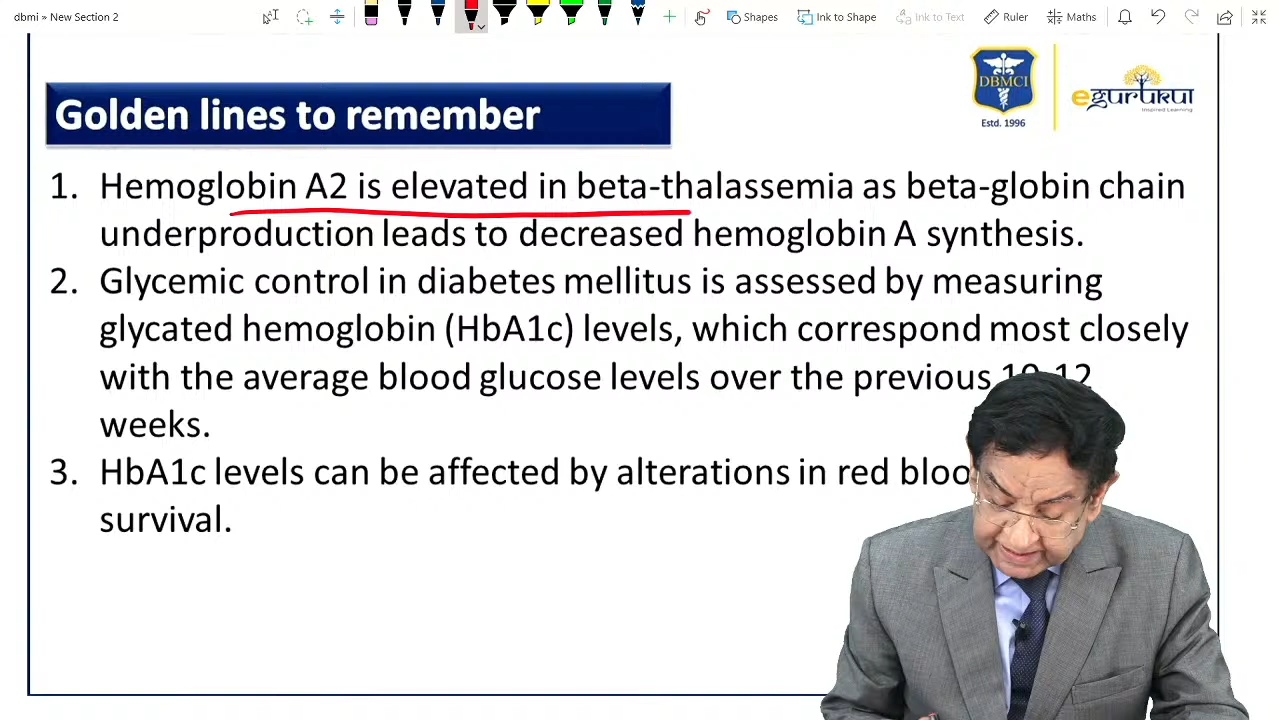 dbmi » New Section 2
Shapes
Ink to Shape
Ink to Text
Ruler
Maths
DBMCI
Estd. 1996
egurukul
Inspired Learning
Golden lines to remember
1. Hemoglobin A2 is elevated in beta-thalassemia as beta-globin chain
underproduction leads to decreased hemoglobin A synthesis.
2. Glycemic control in diabetes mellitus is assessed by measuring
glycated hemoglobin (HbA1c) levels, which correspond most closely
with the average blood glucose levels over the previous 10-12
weeks.
3. HbA1c levels can be affected by alterations in red
survival.